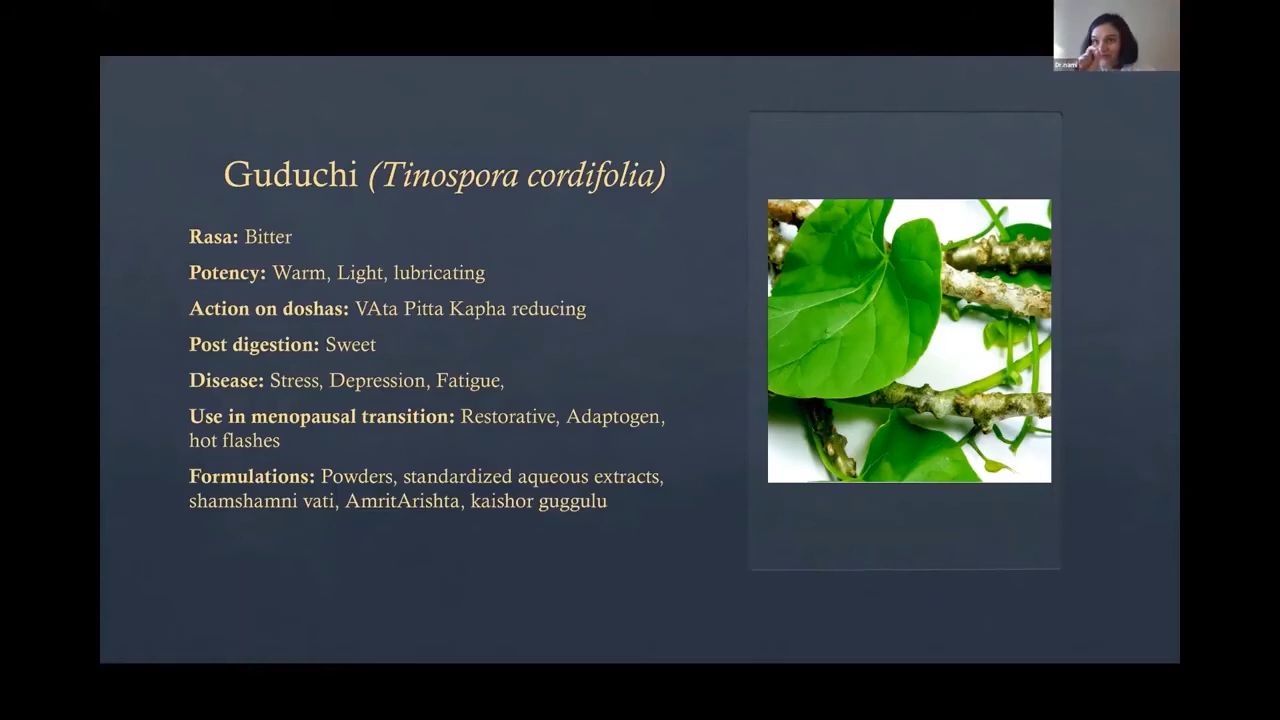 Dr.nami
Guduchi (Tinospora cordifolia)
Rasa: Bitter
Potency: Warm, Light, lubricating
Action on doshas: VAta Pitta Kapha reducing
Post digestion: Sweet
Disease: Stress, Depression, Fatigue,
Use in menopausal transition: Restorative, Adaptogen,
hot flashes
Formulations: Powders, standardized aqueous extracts,
shamshamni vati, AmritArishta, kaishor guggulu